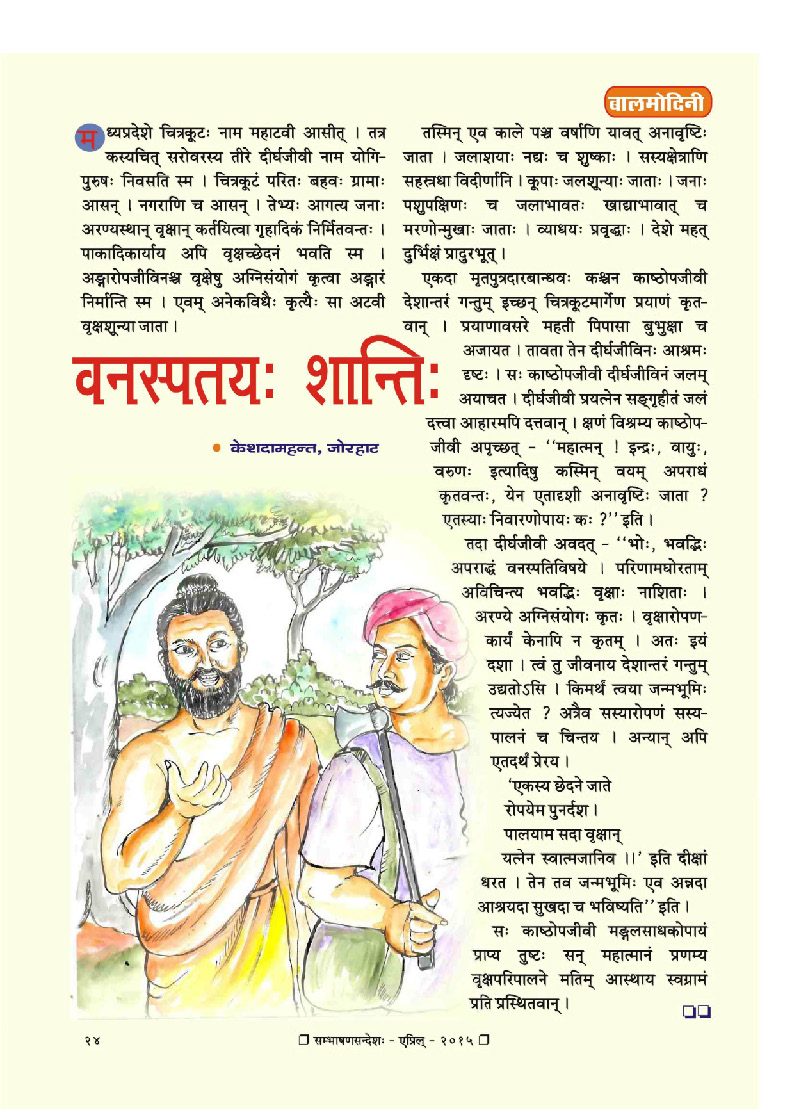 बालमोदिनी
मध्यप्रदेशे चित्रकूटः नाम महाटवी आसीत् । तत्र
कस्यचित् सरोवरस्य तीरे दीर्घजीवी नाम योगि-
पुरुषः निवसति स्म । चित्रकूटं परितः बहवः ग्रामाः
आसन् । नगराणि च आसन् । तेभ्यः आगत्य जनाः
अरण्यस्थान् वृक्षान् कर्तयित्वा गृहादिकं निर्मितवन्तः ।
पाकादिकार्याय अपि वृक्षच्छेदनं भवति स्म ।
अङ्गारोपजीविनश्च वृक्षेषु अग्निसंयोगं कृत्वा अङ्गारं
निर्मान्ति स्म । एवम् अनेकविधैः कृत्यैः सा अटवी
वृक्षशून्या जाता ।
वनस्पतयः शान्तिः
• केशदामहन्त, जोरहाट
तस्मिन् एव काले पञ्च वर्षाणि यावत् अनावृष्टिः
जाता । जलाशयाः नद्यः च शुष्काः । सस्यक्षेत्राणि
सहस्रधा विदीर्णानि । कूपाः जलशून्याः जाताः । जनाः
पशुपक्षिणः च जलाभावतः खाद्याभावात् च
मरणोन्मुखाः जाताः । व्याधयः प्रवृद्धाः । देशे महत्
दुर्भिक्षं प्रादुरभूत् ।
एकदा मृतपुत्रदारबान्धवः कश्चन काष्ठोपजीवी
देशान्तरं गन्तुम् इच्छन् चित्रकूटमार्गेण प्रयाणं कृत-
वान् । प्रयाणावसरे महती पिपासा बुभुक्षा च
अजायत । तावता तेन दीर्घजीविनः आश्रमः
दृष्टः । सः काष्ठोपजीवी दीर्घजीविनं जलम्
अयाचत । दीर्घजीवी प्रयत्नेन सङ्गृहीतं जलं
दत्त्वा आहारमपि दत्तवान् । क्षणं विश्रम्य काष्ठोप-
जीवी अपृच्छत् - ‘‘महात्मन् ! इन्द्रः, वायुः,
वरुणः इत्यादिषु कस्मिन् वयम् अपराधं
कृतवन्तः, येन एतादृशी अनावृष्टिः जाता ?
एतस्याः निवारणोपायः कः ?’’ इति ।
तदा दीर्घजीवी अवदत् - ‘‘भोः, भवद्भिः
अपराद्धं वनस्पतिविषये । परिणामघोरताम्
अविचिन्त्य भवद्भिः वृक्षाः नाशिताः ।
अरण्ये अग्निसंयोगः कृतः । वृक्षारोपण-
कार्यं केनापि न कृतम् । अतः इयं
दशा । त्वं तु जीवनाय देशान्तरं गन्तुम्
उद्यतोऽसि । किमर्थं त्वया जन्मभूमिः
त्यज्येत ? अत्रैव सस्यारोपणं सस्य-
पालनं च चिन्तय । अन्यान् अपि
एतदर्थं प्रेरय ।
‘एकस्य छेदने जाते
रोपयेम पुनर्दश ।
पालयाम सदा वृक्षान्
यत्नेन स्वात्मजानिव ।।’ इति दीक्षां
धरत । तेन तव जन्मभूमिः एव अन्नदा
आश्रयदा सुखदा च भविष्यति’’ इति ।
सः काष्ठोपजीवी मङ्गलसाधकोपायं
प्राप्य तुष्टः सन् महात्मानं प्रणम्य
वृक्षपरिपालने मतिम् आस्थाय स्वग्रामं
प्रति प्रस्थितवान् ।
२४
❐ सम्भाषणसन्देशः - एप्रिल् - २०१५ ❐